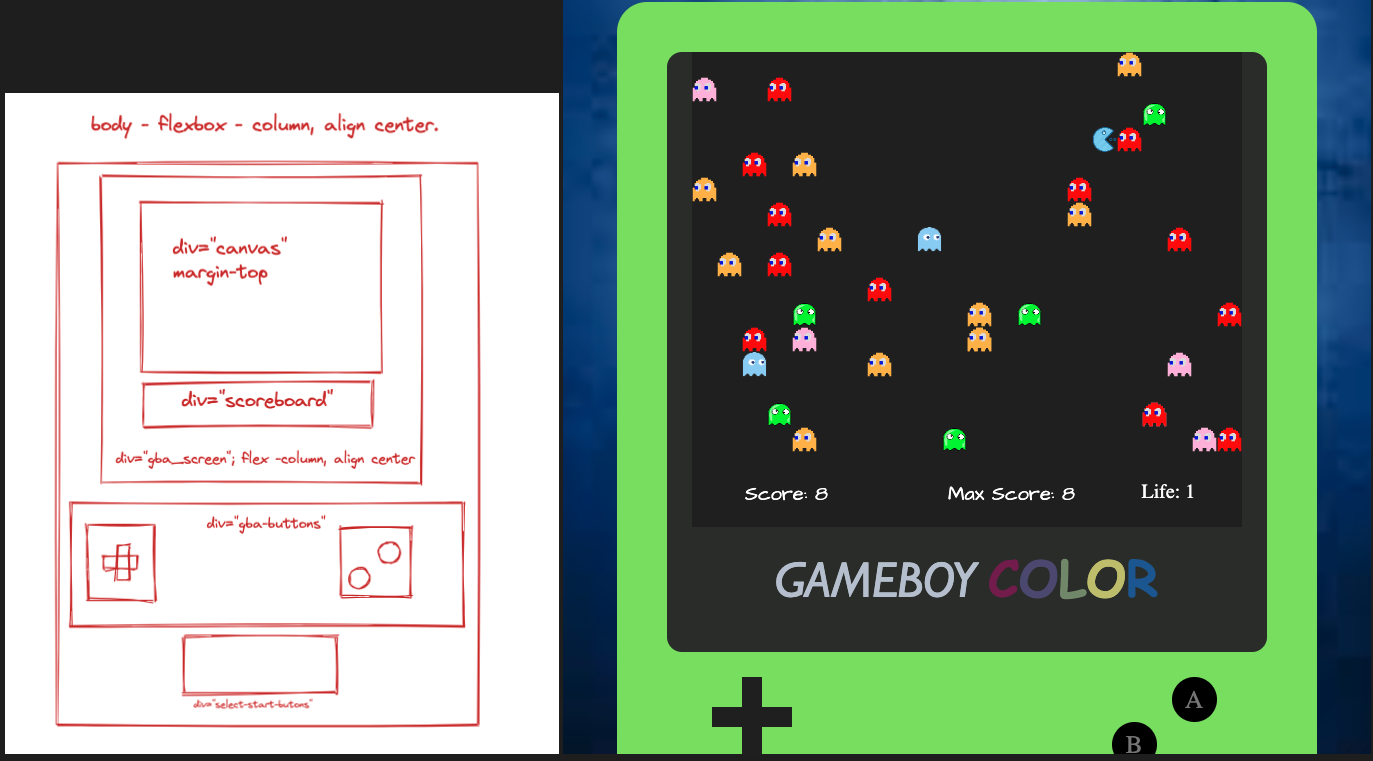 body - flexbox - column, align center.
div="canvas"
margin-top
div="scoreboard"
div="gba_screen"; flex -column, align center
div="gba-buttons"
div="select-start-butons"
Score: 8
Max Score: 8
Life: 1
GAMEBOY COLOR
A
B